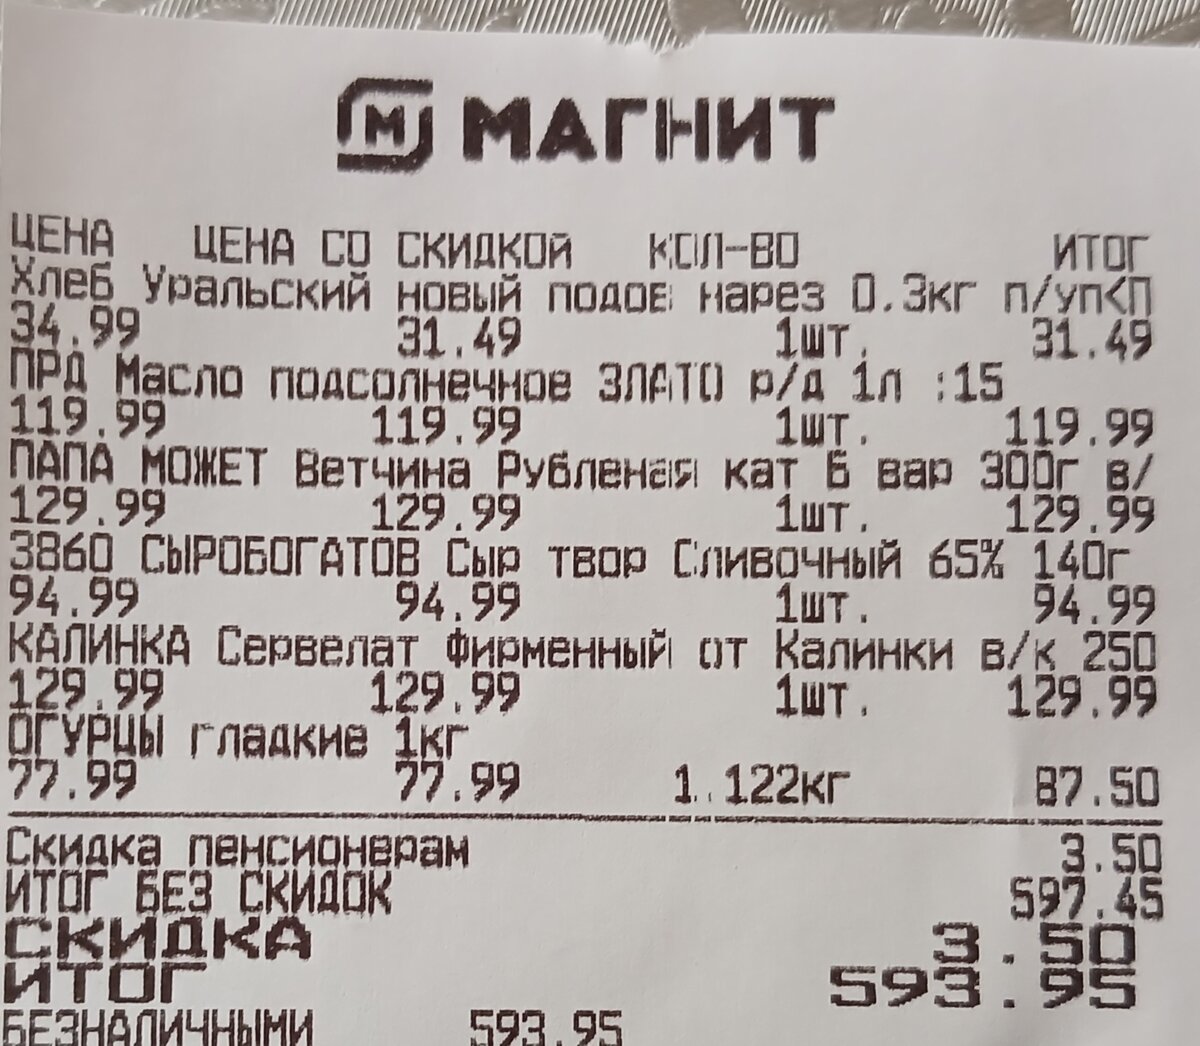 МАГНИТ
ЦЕНА ЦЕНА СО СКИДКОЙ КОЛ-ВО ИТОГ
Хлеб Уральский новый подов нарез 0.3кг п/уп<П
34.99 31.49 1шт. 31.49
ПРД Масло подсолнечное ЗЛАТО р/д 1л :15
119.99 119.99 1шт. 119.99
ПАПА МОЖЕТ Ветчина Рубленая кат Б вар 300г в/
129.99 129.99 1шт. 129.99
3860 СЫРОБОГАТОВ Сыр твор Сливочный 65% 140г
94.99 94.99 1шт. 94.99
КАЛИНКА Сервелат Фирменный от Калинки в/к 250
129.99 129.99 1шт. 129.99
ОГУРЦЫ гладкие 1кг
77.99 77.99 1.122кг 87.50
Скидка пенсионерам 3.50
ИТОГ БЕЗ СКИДОК 597.45
СКИДКА 3.50
ИТОГ 593.95
БЕЗНАЛИЧНЫМИ 593.95